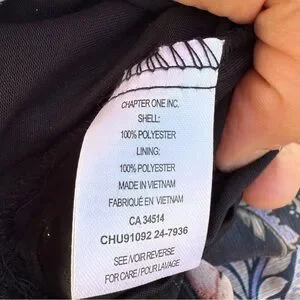 CHAPTER ONE INC.
SHELL:
100% POLYESTER
LINING:
100% POLYESTER
MADE IN VIETNAM
FABRIQUÉ EN VIETNAM
CA 34514
CHU91092 24-7936
SEE/VOIR REVERSE
FOR CARE/POUR LAVAGE